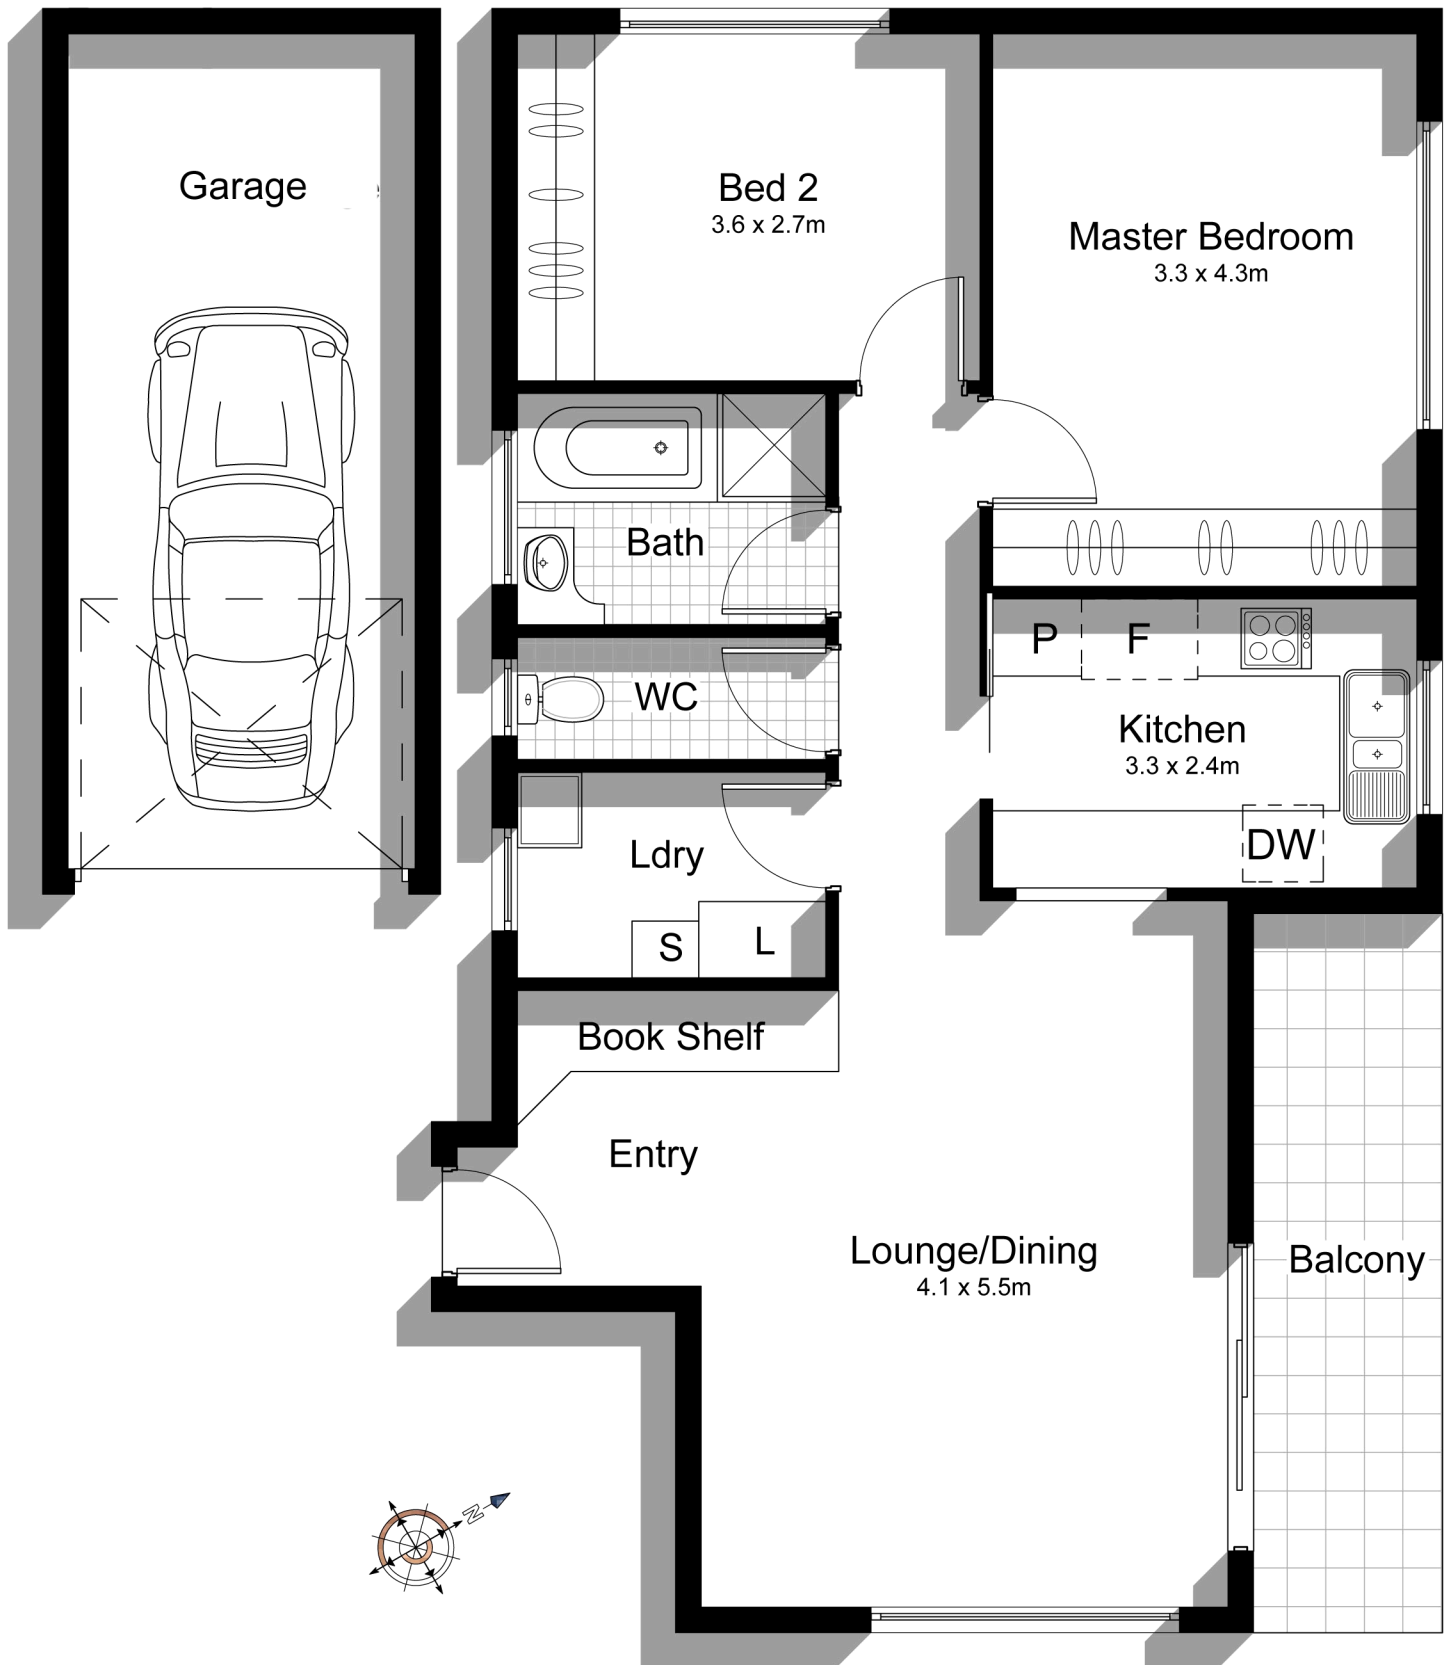 Garage
Bed 2
3.6 x 2.7m
Master Bedroom
3.3 x 4.3m
Bath
WC
P
F
Kitchen
3.3 x 2.4m
DW
Ldry
S
L
Book Shelf
Entry
Lounge/Dining
4.1 x 5.5m
Balcony
N